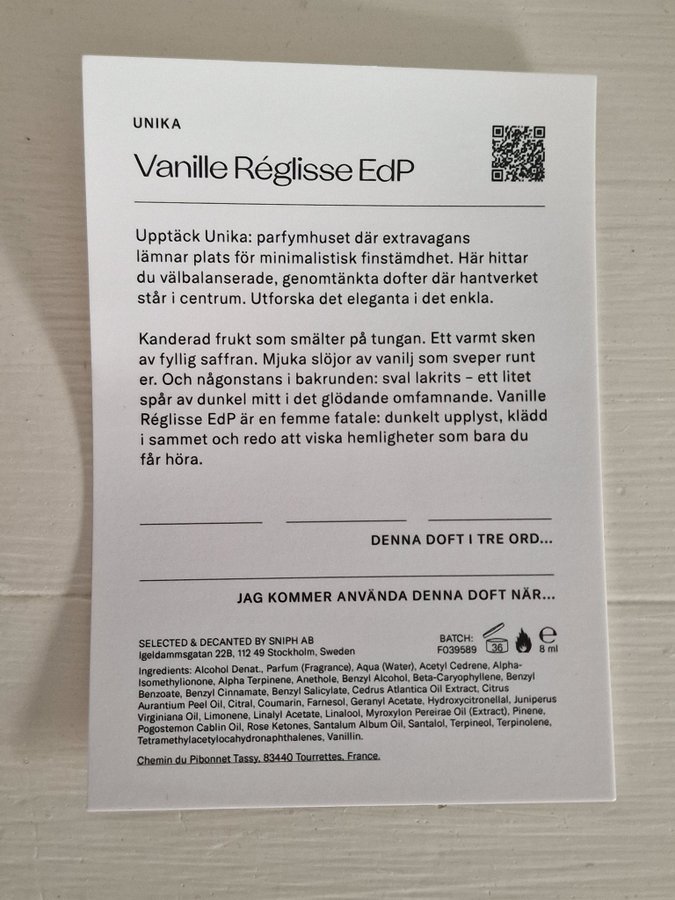 UNIKA
Vanille Réglisse EdP
Upptäck Unika: parfymhuset där extravagans
lämnar plats för minimalistisk finstämdhet. Här hittar
du välbalanserade, genomtänkta dofter där hantverket
står i centrum. Utforska det eleganta i det enkla.
Kanderad frukt som smälter på tungan. Ett varmt sken
av fyllig saffran. Mjuka slöjor av vanilj som sveper runt
er. Och någonstans i bakrunden: sval lakrits – ett litet
spår av dunkel mitt i det glödande omfamnande. Vanille
Réglisse EdP är en femme fatale: dunkelt upplyst, klädd
i sammet och redo att viska hemligheter som bara du
får höra.
DENNA DOFT I TRE ORD...
JAG KOMMER ANVÄNDA DENNA DOFT NÄR...
SELECTED & DECANTED BY SNIPH AB
Igeldammsgatan 22B, 112 49 Stockholm, Sweden
BATCH:
F039589
36
8 ml
Ingredients: Alcohol Denat., Parfum (Fragrance), Aqua (Water), Acetyl Cedrene, Alpha-
Isomethylionone, Alpha Terpinene, Anethole, Benzyl Alcohol, Beta-Caryophyllene, Benzyl
Benzoate, Benzyl Cinnamate, Benzyl Salicylate, Cedrus Atlantica Oil Extract, Citrus
Aurantium Peel Oil, Citral, Coumarin, Farnesol, Geranyl Acetate, Hydroxycitronellal, Juniperus
Virginiana Oil, Limonene, Linalyl Acetate, Linalool, Myroxylon Pereirae Oil (Extract), Pinene,
Pogostemon Cablin Oil, Rose Ketones, Santalum Album Oil, Santalol, Terpineol, Terpinolene,
Tetramethylacetylocahydronaphthalenes, Vanillin.
Chemin du Pibonnet Tassy, 83440 Tourrettes, France.